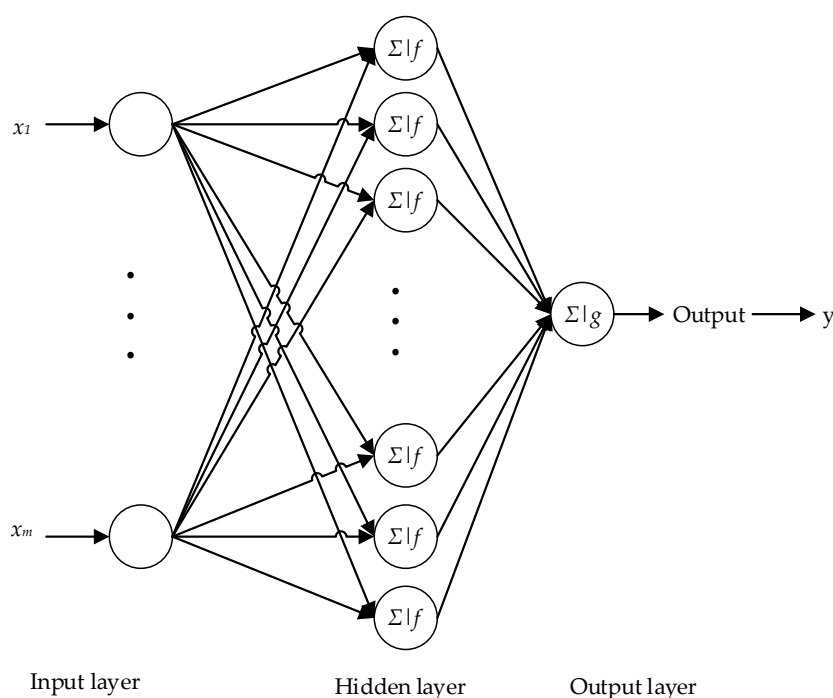 Σ|f
x1
Σ|f
Σ|f
Σ|g
Output
y
Σ|f
xm
Σ|f
Σ|f
Input layer
Hidden layer
Output layer